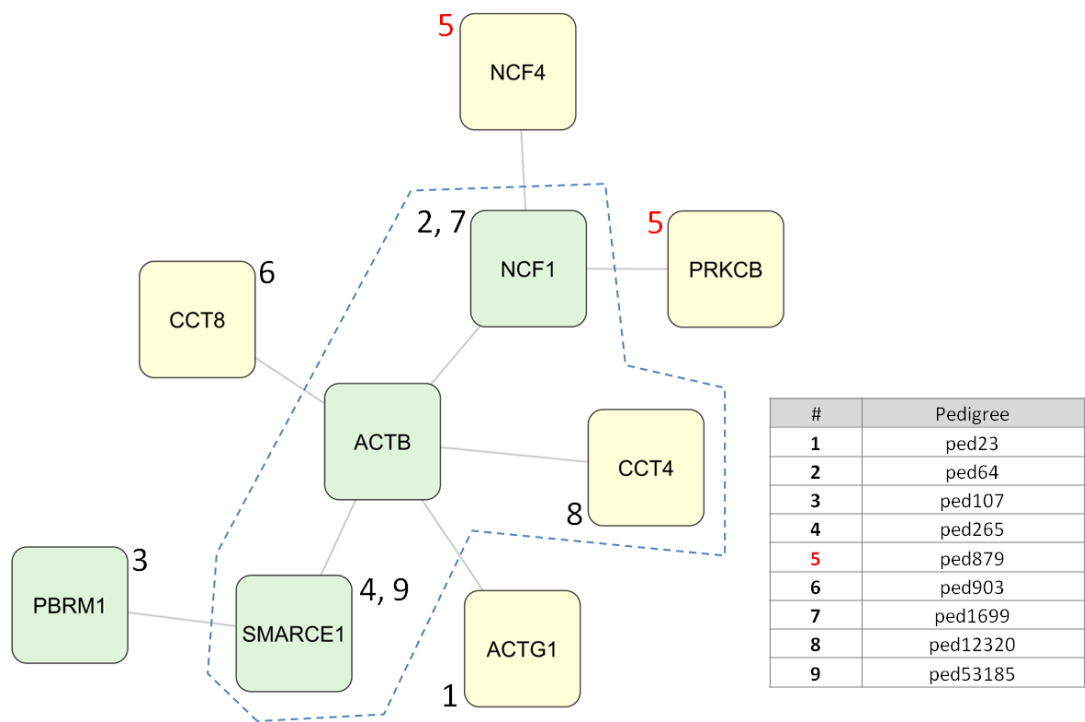 5
NCF4
2, 7
NCF1
5
PRKCB
6
CCT8
ACTB
CCT4
8
3
PBRM1
4, 9
SMARCE1
ACTG1
1
# Pedigree
1 ped23
2 ped64
3 ped107
4 ped265
5 ped879
6 ped903
7 ped1699
8 ped12320
9 ped53185